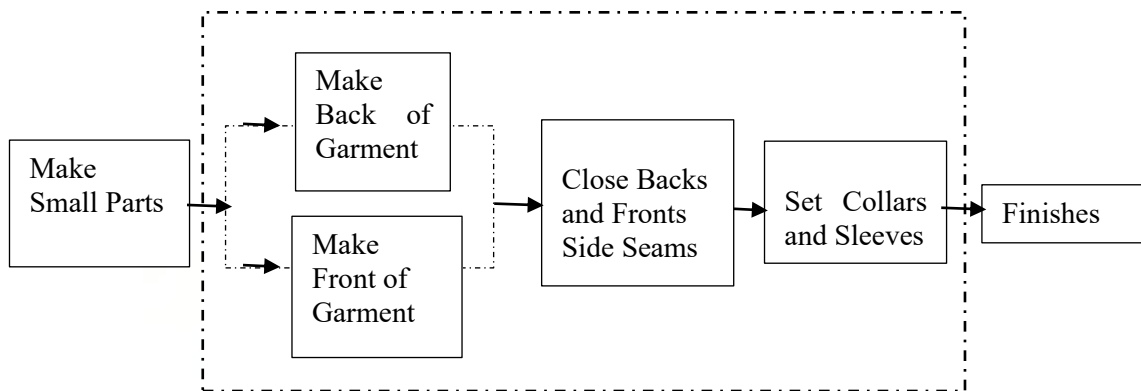 Make
Small Parts
Make
Back of
Garment
Make
Front of
Garment
Close Backs
and Fronts
Side Seams
Set Collars
and Sleeves
Finishes